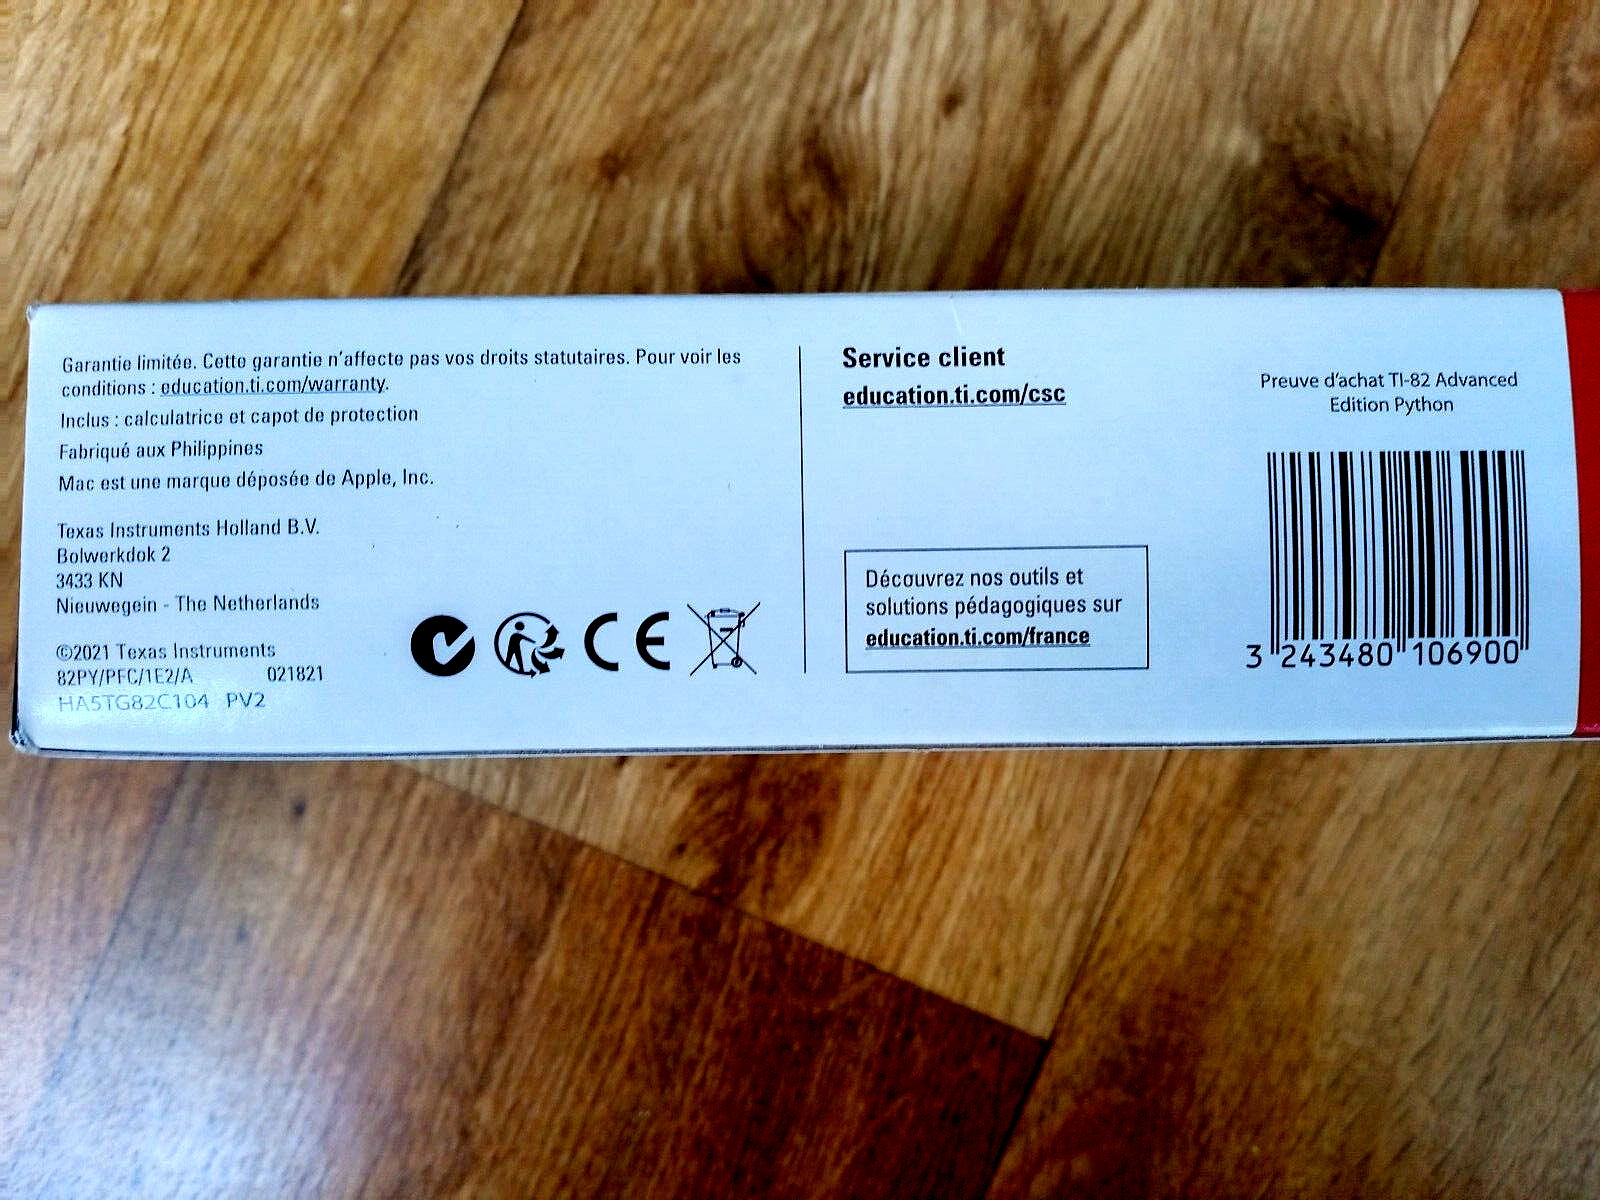 Garantie limitée. Cette garantie n'affecte pas vos droits statutaires. Pour voir les
conditions : education.ti.com/warranty.
Inclus : calculatrice et capot de protection
Fabriqué aux Philippines
Mac est une marque déposée de Apple, Inc.
Texas Instruments Holland B.V.
Bolwerkdok 2
3433 KN
Nieuwegein - The Netherlands
©2021 Texas Instruments
82PY/PFC/1E2/A 021821
HA5TG82C104 PV2
CE
Service client
education.ti.com/csc
Découvrez nos outils et
solutions pédagogiques sur
education.ti.com/france
Preuve d'achat TI-82 Advanced
Edition Python
3 243480 106900